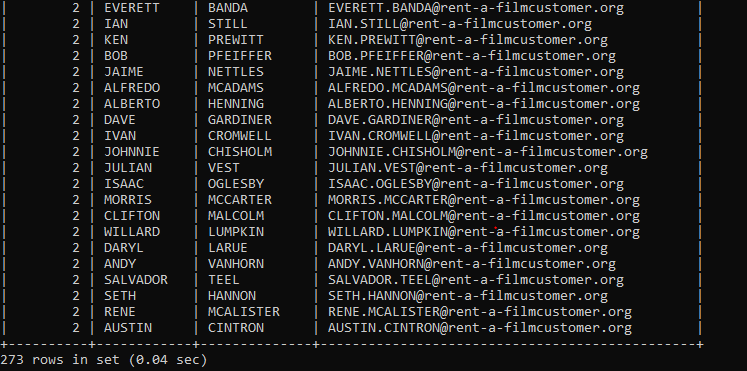 |        2 | EVERETT    | BANDA        | EVERETT.BANDA@rent-a-filmcustomer.org          |
|        2 | IAN        | STILL        | IAN.STILL@rent-a-filmcustomer.org              |
|        2 | KEN        | PREWITT      | KEN.PREWITT@rent-a-filmcustomer.org            |
|        2 | BOB        | PFEIFFER     | BOB.PFEIFFER@rent-a-filmcustomer.org           |
|        2 | JAIME      | NETTLES      | JAIME.NETTLES@rent-a-filmcustomer.org          |
|        2 | ALFREDO    | MCADAMS      | ALFREDO.MCADAMS@rent-a-filmcustomer.org        |
|        2 | ALBERTO    | HENNING      | ALBERTO.HENNING@rent-a-filmcustomer.org        |
|        2 | DAVE       | GARDINER     | DAVE.GARDINER@rent-a-filmcustomer.org          |
|        2 | IVAN       | CROMWELL     | IVAN.CROMWELL@rent-a-filmcustomer.org          |
|        2 | JOHNNIE    | CHISHOLM     | JOHNNIE.CHISHOLM@rent-a-filmcustomer.org       |
|        2 | JULIAN     | VEST         | JULIAN.VEST@rent-a-filmcustomer.org            |
|        2 | ISAAC      | OGLESBY      | ISAAC.OGLESBY@rent-a-filmcustomer.org          |
|        2 | MORRIS     | MCCARTER     | MORRIS.MCCARTER@rent-a-filmcustomer.org        |
|        2 | CLIFTON    | MALCOLM      | CLIFTON.MALCOLM@rent-a-filmcustomer.org        |
|        2 | WILLARD    | LUMPKIN      | WILLARD.LUMPKIN@rent-a-filmcustomer.org        |
|        2 | DARYL      | LARUE        | DARYL.LARUE@rent-a-filmcustomer.org            |
|        2 | ANDY       | VANHORN      | ANDY.VANHORN@rent-a-filmcustomer.org           |
|        2 | SALVADOR   | TEEL         | SALVADOR.TEEL@rent-a-filmcustomer.org          |
|        2 | SETH       | HANNON       | SETH.HANNON@rent-a-filmcustomer.org            |
|        2 | RENE       | MCALISTER    | RENE.MCALISTER@rent-a-filmcustomer.org         |
|        2 | AUSTIN     | CINTRON      | AUSTIN.CINTRON@rent-a-filmcustomer.org         |
+----------+------------+--------------+------------------------------------------------+
273 rows in set (0.04 sec)